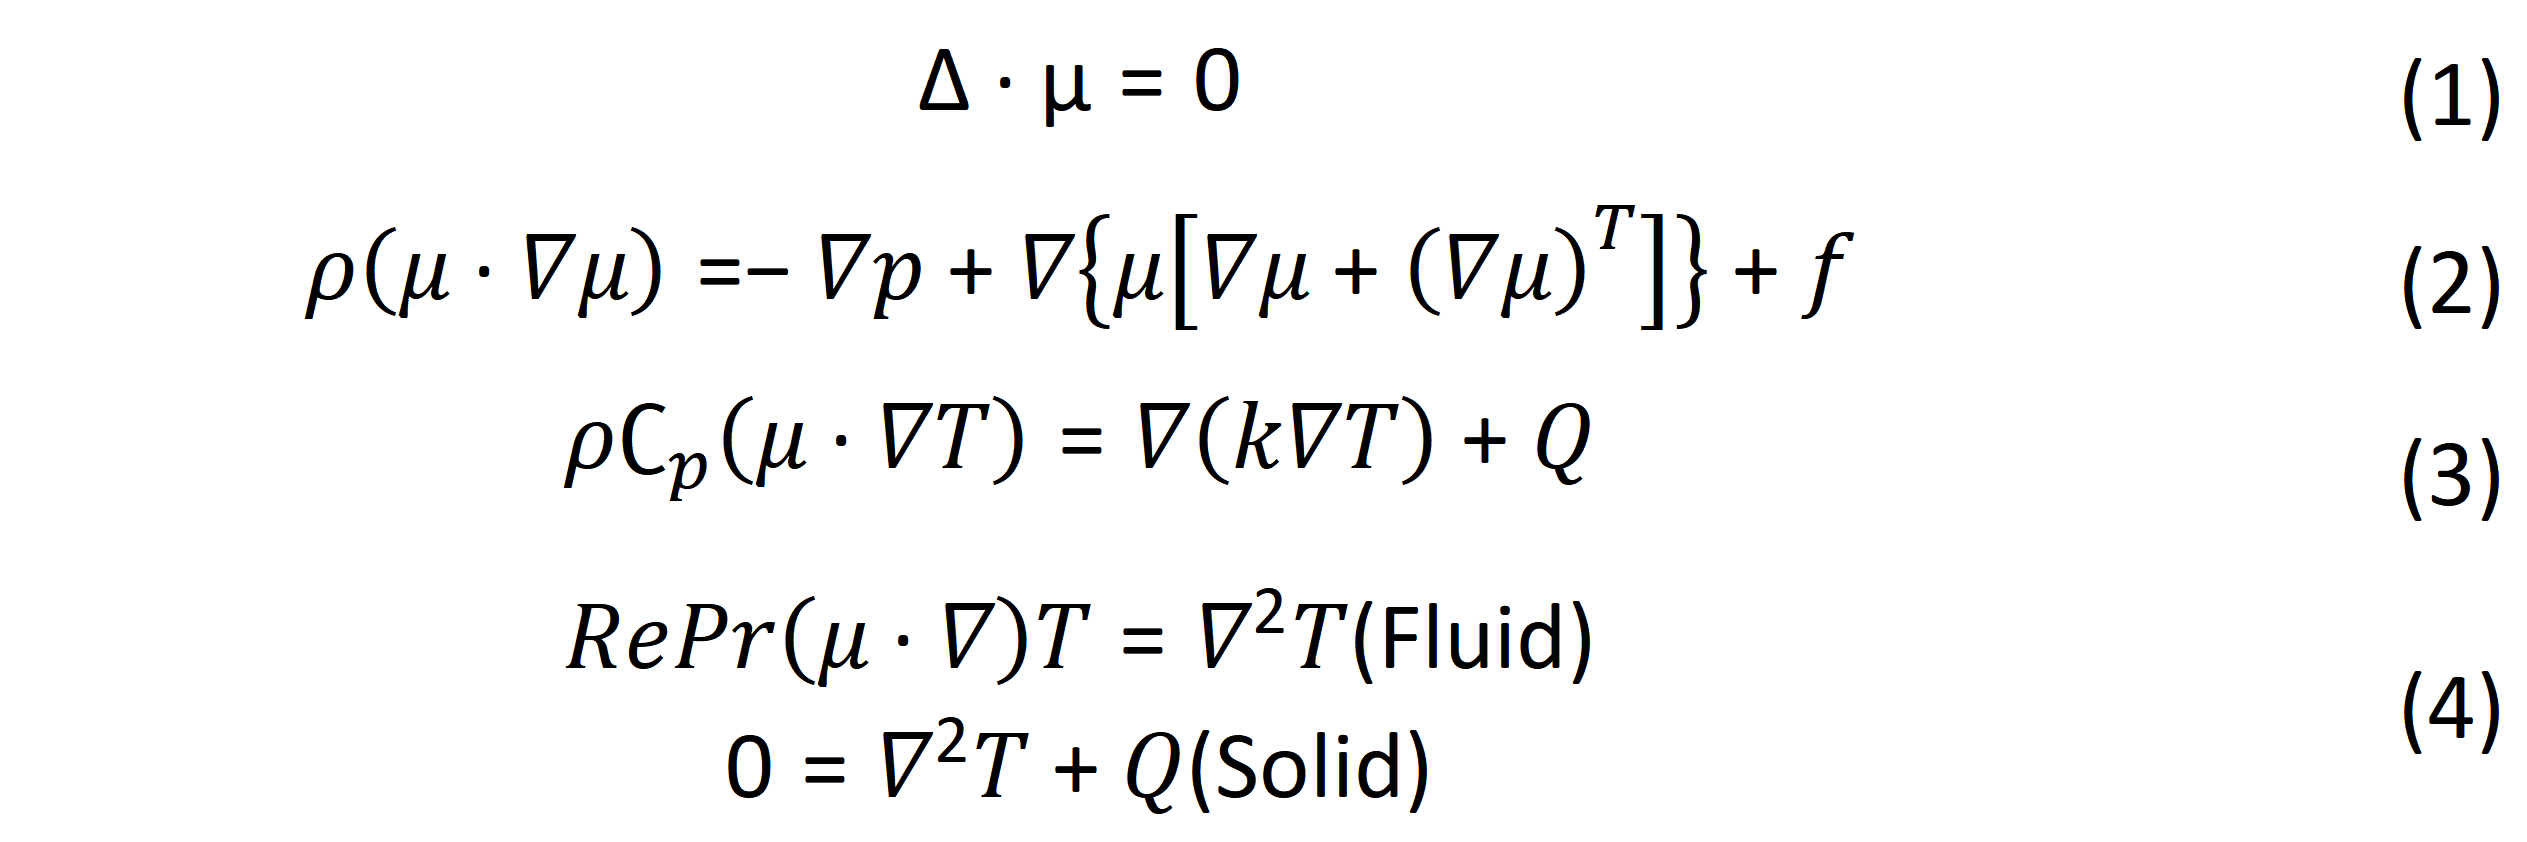 Δ · μ = 0 (1)
ρ(μ · ∇μ) =− ∇p + ∇{μ[∇μ + (∇μ)^T]} + f (2)
ρC_p(μ · ∇T) = ∇(k∇T) + Q (3)
RePr(μ · ∇)T = ∇²T(Fluid)
0 = ∇²T + Q(Solid) (4)